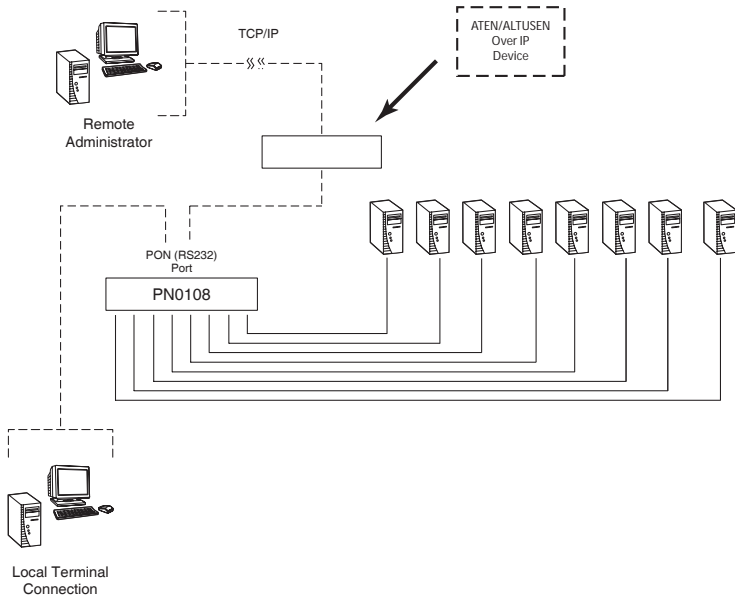 TCP/IP
ATEN/ALTUSEN
Over IP
Device
Remote
Administrator
PON (RS232)
Port
PN0108
Local Terminal
Connection